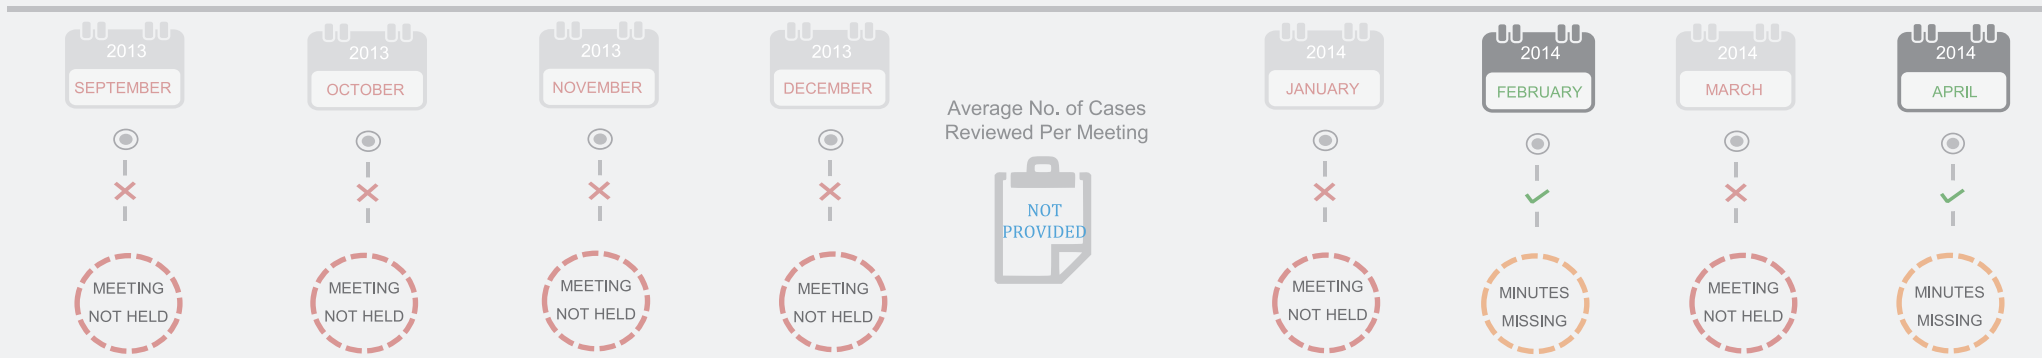 2013
SEPTEMBER
MEETING
NOT HELD
2013
OCTOBER
MEETING
NOT HELD
2013
NOVEMBER
MEETING
NOT HELD
2013
DECEMBER
MEETING
NOT HELD
Average No. of Cases
Reviewed Per Meeting
NOT
PROVIDED
2014
JANUARY
MEETING
NOT HELD
2014
FEBRUARY
MINUTES
MISSING
2014
MARCH
MEETING
NOT HELD
2014
APRIL
MINUTES
MISSING